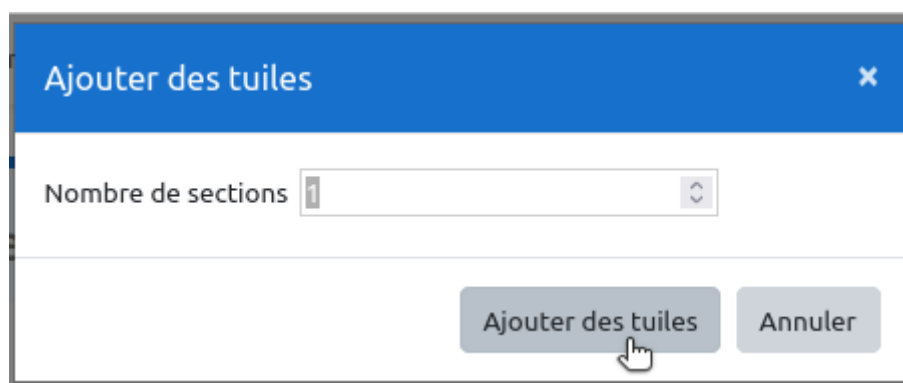 Ajouter des tuiles ×
Nombre de sections 1
Ajouter des tuiles Annuler